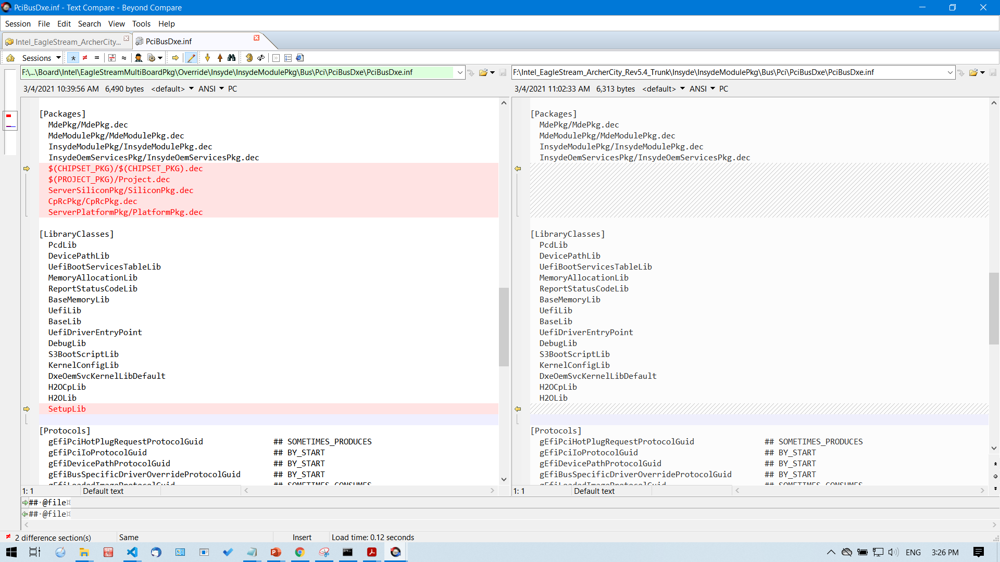 PciBusDxe.inf - Text Compare - Beyond Compare
Session File Edit Search View Tools Help
Intel_EagleStream_ArcherCity... PciBusDxe.inf
Sessions
F:\...\Board\Intel\EagleStreamMultiBoardPkg\Override\Insyde\InsydeModulePkg\Bus\Pci\PciBusDxe\PciBusDxe.inf
3/4/2021 10:39:56 AM 6,490 bytes <default> ANSI PC
[Packages]
MdePkg/MdePkg.dec
MdeModulePkg/MdeModulePkg.dec
InsydeModulePkg/InsydeModulePkg.dec
InsydeOemServicesPkg/InsydeOemServicesPkg.dec
$(CHIPSET_PKG)/$(CHIPSET_PKG).dec
$(PROJECT_PKG)/Project.dec
ServerSiliconPkg/SiliconPkg.dec
CpRcPkg/CpRcPkg.dec
ServerPlatformPkg/PlatformPkg.dec
[LibraryClasses]
PcdLib
DevicePathLib
UefiBootServicesTableLib
MemoryAllocationLib
ReportStatusCodeLib
BaseMemoryLib
UefiLib
BaseLib
UefiDriverEntryPoint
DebugLib
S3BootScriptLib
KernelConfigLib
DxeOemSvcKernelLibDefault
H2OCpLib
H2OLib
SetupLib
[Protocols]
gEfiPciHotPlugRequestProtocolGuid ## SOMETIMES_PRODUCES
gEfiPciIoProtocolGuid ## BY_START
gEfiDevicePathProtocolGuid ## BY_START
gEfiBusSpecificDriverOverrideProtocolGuid ## BY_START
gEfiLoadedImageProtocolGuid ## SOMETIMES_CONSUMES
1: 1 Default text
F:\Intel_EagleStream_ArcherCity_Rev5.4_Trunk\Insyde\InsydeModulePkg\Bus\Pci\PciBusDxe\PciBusDxe.inf
3/4/2021 11:02:33 AM 6,313 bytes <default> ANSI PC
[Packages]
MdePkg/MdePkg.dec
MdeModulePkg/MdeModulePkg.dec
InsydeModulePkg/InsydeModulePkg.dec
InsydeOemServicesPkg/InsydeOemServicesPkg.dec
[LibraryClasses]
PcdLib
DevicePathLib
UefiBootServicesTableLib
MemoryAllocationLib
ReportStatusCodeLib
BaseMemoryLib
UefiLib
BaseLib
UefiDriverEntryPoint
DebugLib
S3BootScriptLib
KernelConfigLib
DxeOemSvcKernelLibDefault
H2OCpLib
H2OLib
[Protocols]
gEfiPciHotPlugRequestProtocolGuid ## SOMETIMES_PRODUCES
gEfiPciIoProtocolGuid ## BY_START
gEfiDevicePathProtocolGuid ## BY_START
gEfiBusSpecificDriverOverrideProtocolGuid ## BY_START
gEfiLoadedImageProtocolGuid ## SOMETIMES_CONSUMES
1: 1 Default text
##·@file¤
##·@file¤
2 difference section(s) Same Insert Load time: 0.12 seconds
ENG 3:26 PM